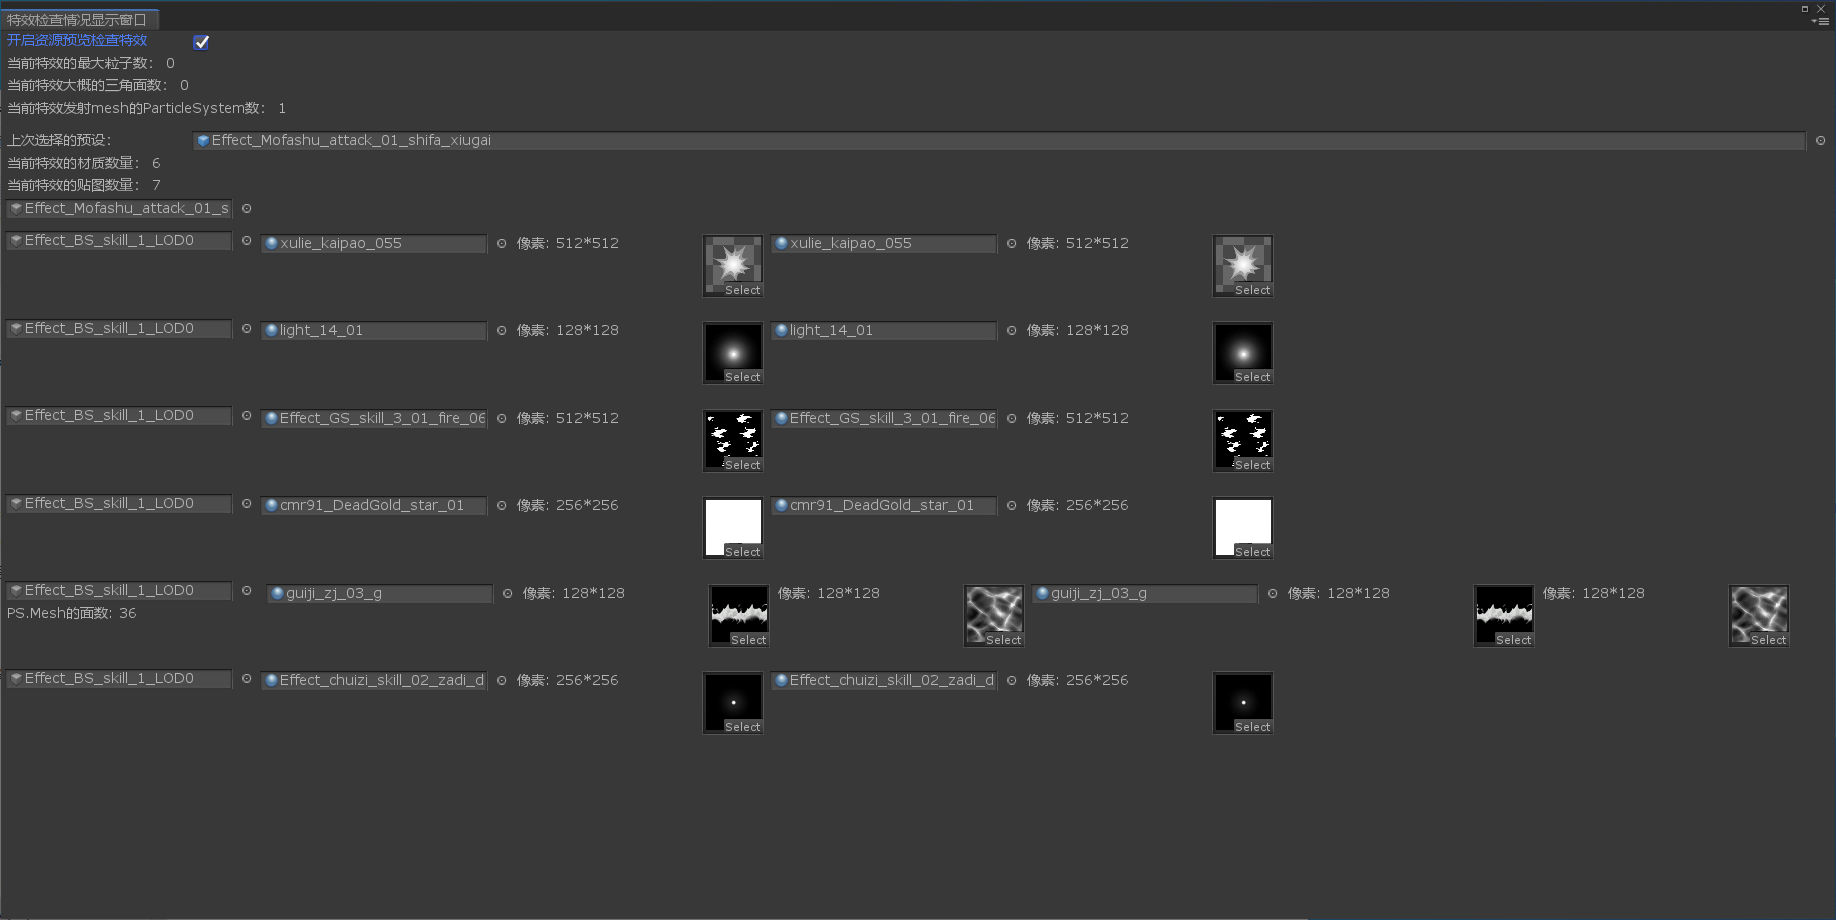 特效检查情况显示窗口
开启资源预览检查特效
当前特效的最大粒子数： 0
当前特效大概的三角面数： 0
当前特效发射mesh的ParticleSystem数： 1
上次选择的预设： Effect_Mofashu_attack_01_shifa_xiugai
当前特效的材质数量： 6
当前特效的贴图数量： 7
Effect_Mofashu_attack_01_s
Effect_BS_skill_1_LOD0 xulie_kaipao_055 像素: 512*512 xulie_kaipao_055 像素: 512*512
Select Select
Effect_BS_skill_1_LOD0 light_14_01 像素: 128*128 light_14_01 像素: 128*128
Select Select
Effect_BS_skill_1_LOD0 Effect_GS_skill_3_01_fire_06 像素: 512*512 Effect_GS_skill_3_01_fire_06 像素: 512*512
Select Select
Effect_BS_skill_1_LOD0 cmr91_DeadGold_star_01 像素: 256*256 cmr91_DeadGold_star_01 像素: 256*256
Select Select
Effect_BS_skill_1_LOD0 guiji_zj_03_g 像素: 128*128 像素: 128*128 guiji_zj_03_g 像素: 128*128 像素: 128*128
PS.Mesh的面数: 36
Select Select Select Select
Effect_BS_skill_1_LOD0 Effect_chuizi_skill_02_zadi_d 像素: 256*256 Effect_chuizi_skill_02_zadi_d 像素: 256*256
Select Select